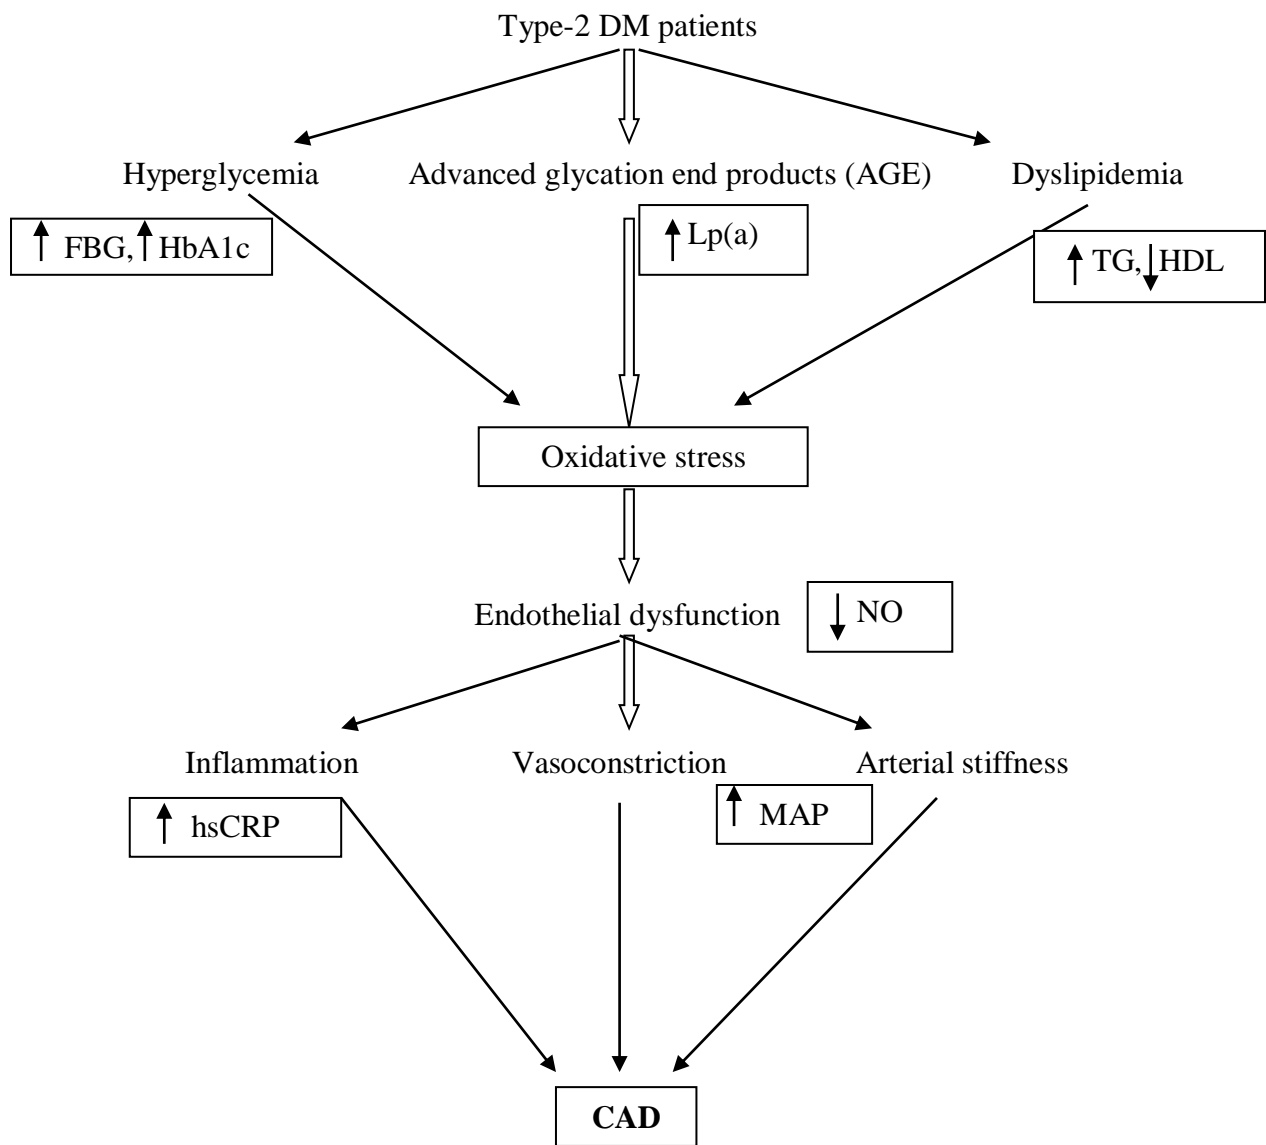 Type-2 DM patients
Hyperglycemia
Advanced glycation end products (AGE)
Dyslipidemia
↑ FBG, ↑ HbA1c
↑ Lp(a)
↑ TG, ↓ HDL
Oxidative stress
Endothelial dysfunction
↓ NO
Inflammation
Vasoconstriction
Arterial stiffness
↑ hsCRP
↑ MAP
CAD